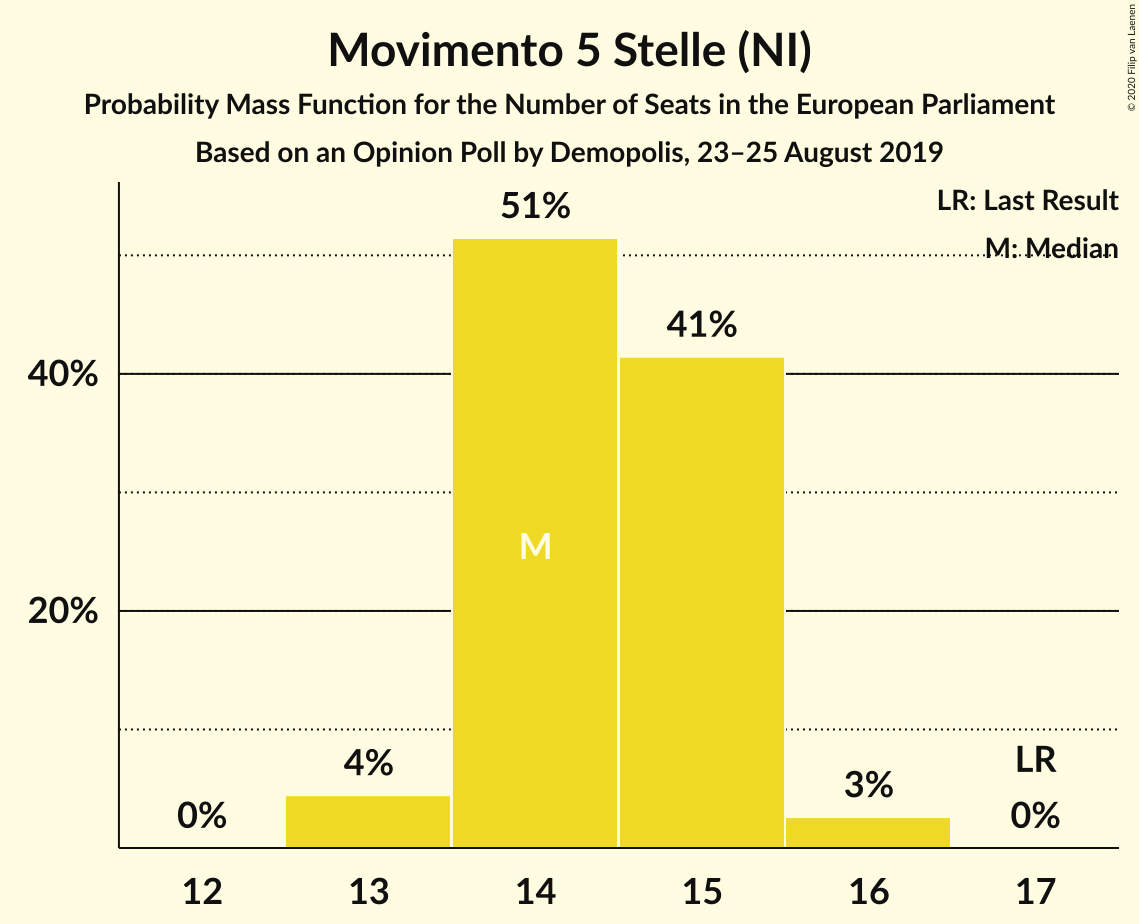 Movimento 5 Stelle (NI)
Probability Mass Function for the Number of Seats in the European Parliament
Based on an Opinion Poll by Demopolis, 23–25 August 2019
© 2020 Filip van Laenen
LR: Last Result
M: Median
51%
41%
40%
M
20%
4%
3%
LR
0%
0%
12 13 14 15 16 17